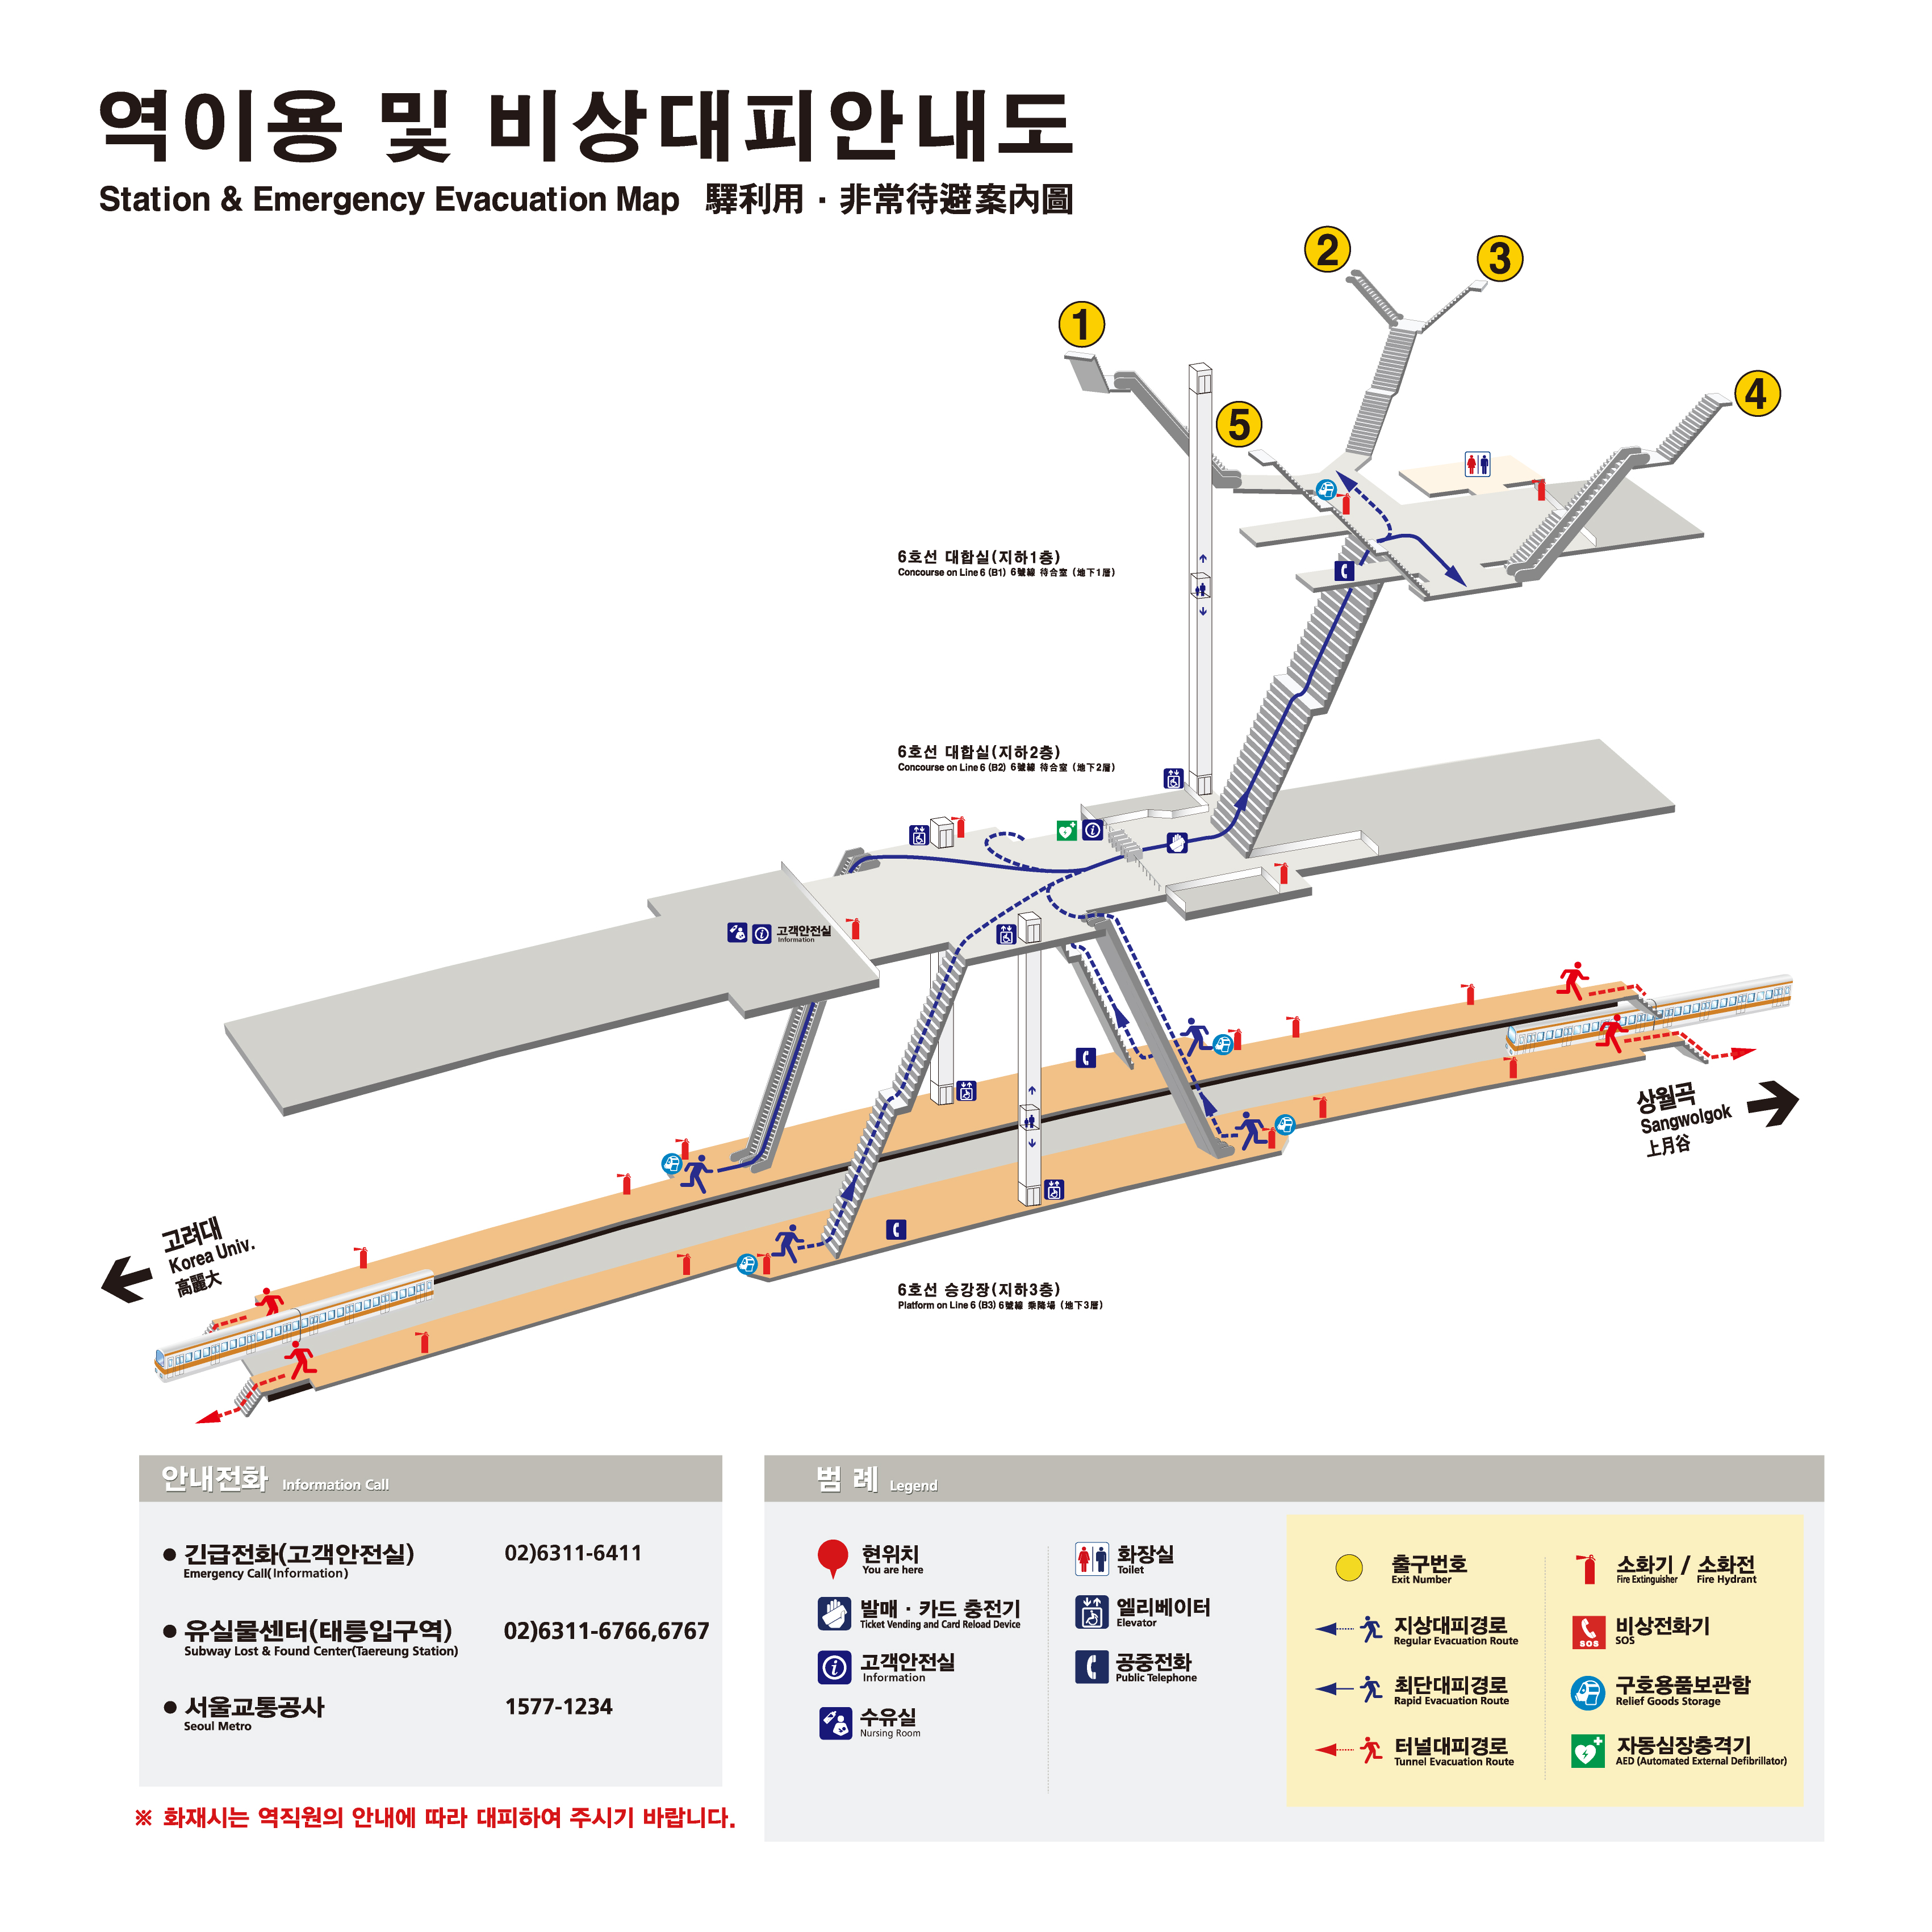 역이용 및 비상대피안내도
Station & Emergency Evacuation Map 驛利用 · 非常待避案內圖
2
3
1
4
5
6호선 대합실(지하1층)
Concourse on Line 6 (B1) 6號線 待合室 (地下1層)
6호선 대합실(지하2층)
Concourse on Line 6 (B2) 6號線 待合室 (地下2層)
고객안전실
Information
상월곡
Sangwolgok
上月谷
고려대
Korea Univ.
高麗大
6호선 승강장(지하3층)
Platform on Line 6 (B3) 6號線 乘降場 (地下3層)
안내전화 Information Call
● 긴급전화(고객안전실) 02)6311-6411
Emergency Call(Information)
● 유실물센터(태릉입구역) 02)6311-6766,6767
Subway Lost & Found Center(Taereung Station)
● 서울교통공사 1577-1234
Seoul Metro
※ 화재시는 역직원의 안내에 따라 대피하여 주시기 바랍니다.
범 례 Legend
현위치
You are here
발매 · 카드 충전기
Ticket Vending and Card Reload Device
고객안전실
Information
수유실
Nursing Room
화장실
Toilet
엘리베이터
Elevator
공중전화
Public Telephone
출구번호
Exit Number
지상대피경로
Regular Evacuation Route
최단대피경로
Rapid Evacuation Route
터널대피경로
Tunnel Evacuation Route
소화기 / 소화전
Fire Extinguisher Fire Hydrant
SOS
비상전화기
SOS
구호용품보관함
Relief Goods Storage
자동심장충격기
AED (Automated External Defibrillator)